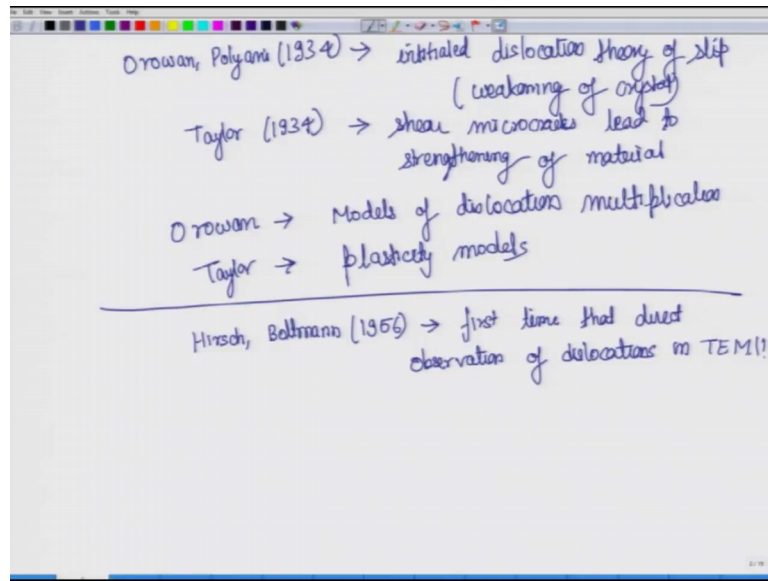 Orowan, Polyani (1934) → initialed dislocation theory of slip
(weakening of crystal)
Taylor (1934) → shear microcracks lead to
strengthening of material
Orowan → Models of dislocation multiplication
Taylor → plasticity models
Hirsch, Boltmann (1956) → first time that direct
observation of dislocations in TEM!!